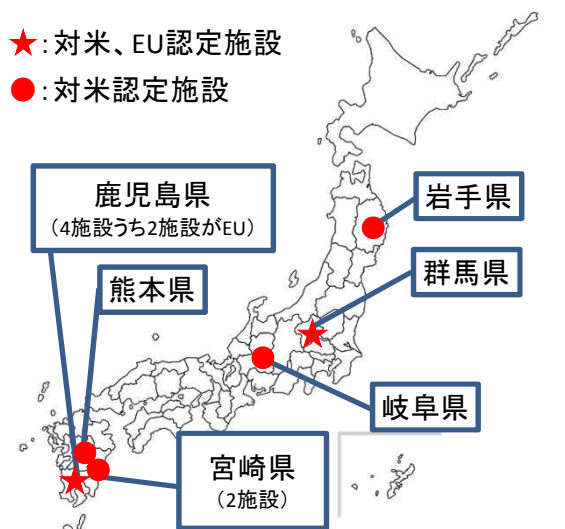 ★:対米、EU認定施設
●:対米認定施設
鹿児島県
(4施設うち2施設がEU)
岩手県
熊本県
群馬県
岐阜県
宮崎県
(2施設)